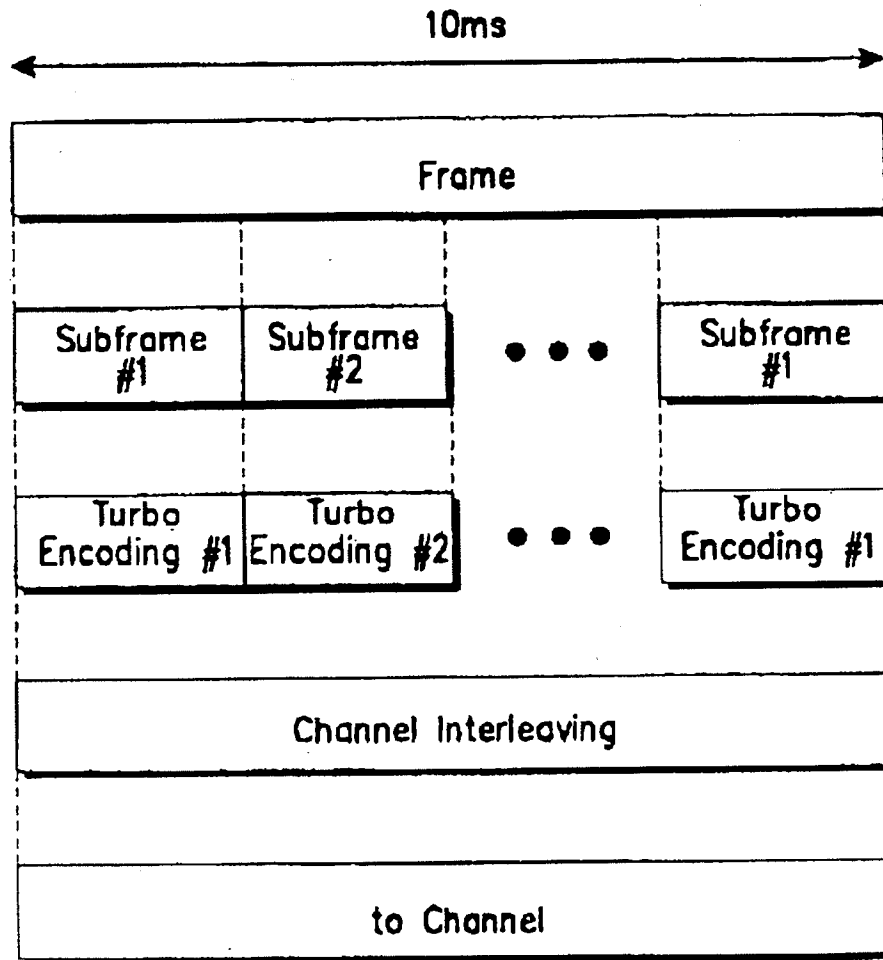 10ms
Frame
Subframe #1
Subframe #2
Subframe #1
Turbo Encoding #1
Turbo Encoding #2
Turbo Encoding #1
Channel Interleaving
to Channel